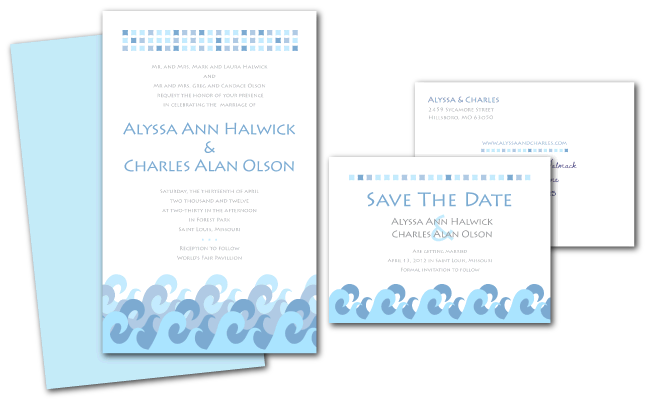 Mr. and Mrs. Mark and Laura Halwick
and
Mr and Mrs. Greg and Candace Olson
request the honor of your presence
in celebrating the marriage of
Alyssa Ann Halwick
&
Charles Alan Olson
Saturday, the thirteenth of April
two thousand and twelve
at two-thirty in the afternoon
in Forest Park
Saint Louis, Missouri
Reception to follow
World's Fair Pavillion
Save The Date
Alyssa Ann Halwick
&
Charles Alan Olson
are getting married
April 13, 2012 in Saint Louis, Missouri
Formal invitation to follow
Alyssa & Charles
2459 Sycamore Street
Hillsboro, MO 63050
www.alyssaandcharles.com